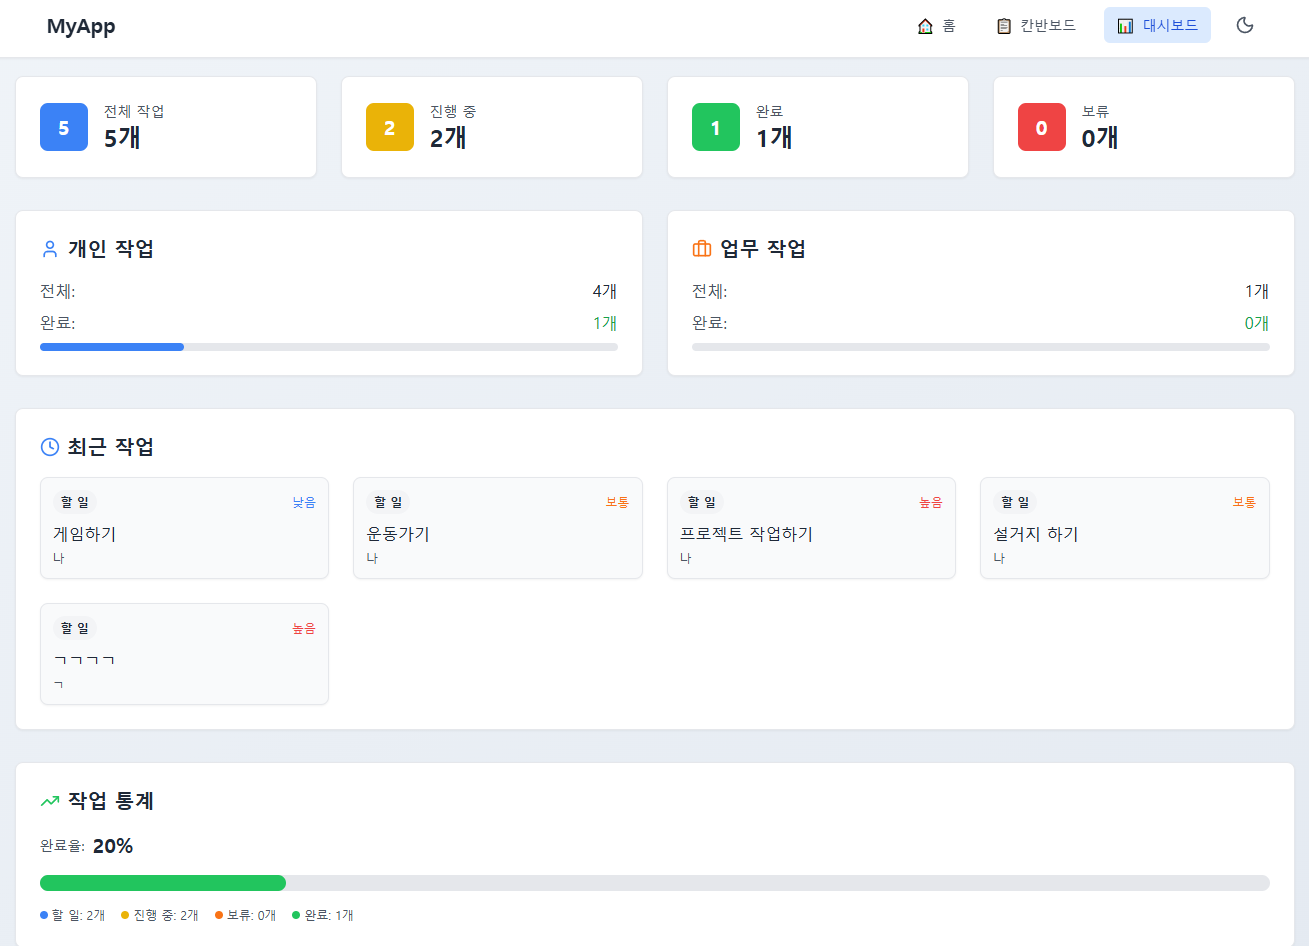 MyApp 홈 칸반보드 대시보드
5 전체 작업 5개
2 진행 중 2개
1 완료 1개
0 보류 0개
개인 작업
전체: 4개
완료: 1개
업무 작업
전체: 1개
완료: 0개
최근 작업
할 일 낮음
게임하기
나
할 일 보통
운동가기
나
할 일 높음
프로젝트 작업하기
나
할 일 보통
설거지 하기
나
할 일 높음
ㄱㄱㄱㄱ
ㄱ
작업 통계
완료율: 20%
할 일: 2개 진행 중: 2개 보류: 0개 완료: 1개